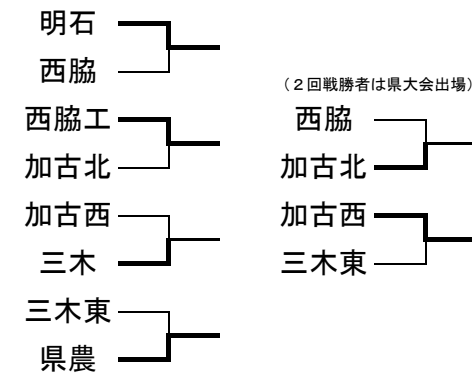 明石
西脇
西脇工
加古北
加古西
三木
三木東
県農
（２回戦勝者は県大会出場）
西脇
加古北
加古西
三木東